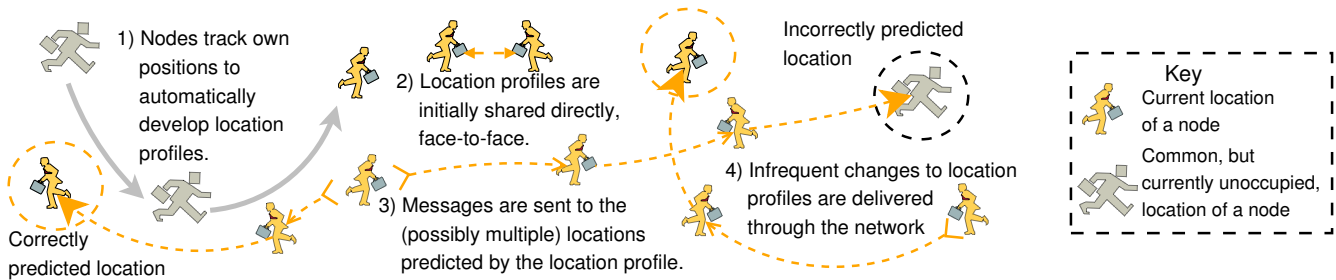 1) Nodes track own
positions to
automatically
develop location
profiles.
2) Location profiles are
initially shared directly,
face-to-face.
3) Messages are sent to the
(possibly multiple) locations
predicted by the location profile.
4) Infrequent changes to location
profiles are delivered
through the network
Correctly
predicted location
Incorrectly predicted
location
Key
Current location
of a node
Common, but
currently unoccupied,
location of a node